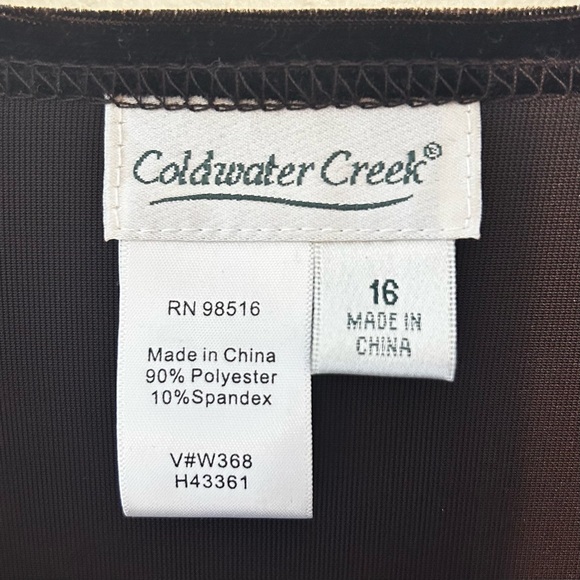 Coldwater Creek®
RN 98516
Made in China
90% Polyester
10%Spandex
V#W368
H43361
16
MADE IN
CHINA